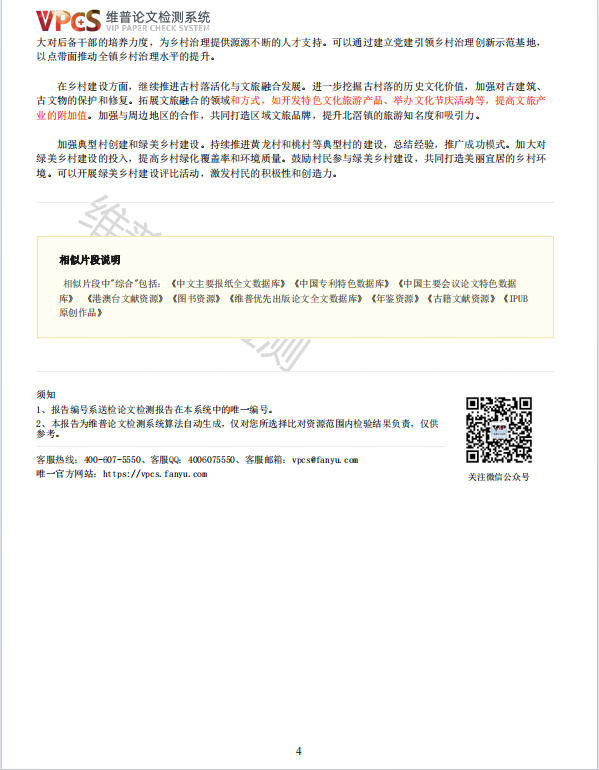 VPCS 维普论文检测系统
VIP PAPER CHECK SYSTEM
大对后备干部的培养力度，为乡村治理提供源源不断的人才支持。可以通过建立党建引领乡村治理创新示范基地，
以点带面推动全镇乡村治理水平的提升。
在乡村建设方面，继续推进古村落活化与文旅融合发展。进一步挖掘古村落的历史文化价值，加强对古建筑、
古文物的保护和修复。拓展文旅融合的领域和方式，如开发特色文化旅游产品、举办文化节庆活动等，提高文旅产
业的附加值。加强与周边地区的合作，共同打造区域文旅品牌，提升北滘镇的旅游知名度和吸引力。
加强典型村创建和绿美乡村建设。持续推进黄龙村和桃村等典型村的建设，总结经验，推广成功模式。加大对
绿美乡村建设的投入，提高乡村绿化覆盖率和环境质量。鼓励村民参与绿美乡村建设，共同打造美丽宜居的乡村环
境。可以开展绿美乡村建设评比活动，激发村民的积极性和创造力。
维普
相似片段说明
相似片段中"综合"包括：《中文主要报纸全文数据库》《中国专利特色数据库》《中国主要会议论文特色数据
库》《港澳台文献资源》《图书资源》《维普优先出版论文全文数据库》《年鉴资源》《古籍文献资源》《IPUB
原创作品》
测
须知
1、报告编号系送检论文检测报告在本系统中的唯一编号。
2、本报告为维普论文检测系统算法自动生成，仅对您所选择比对资源范围内检验结果负责，仅供
参考。
客服热线：400-607-5550、客服QQ：4006075550、客服邮箱：vpcs@fanyu.com
唯一官方网站：https://vpcs.fanyu.com
关注微信公众号
4